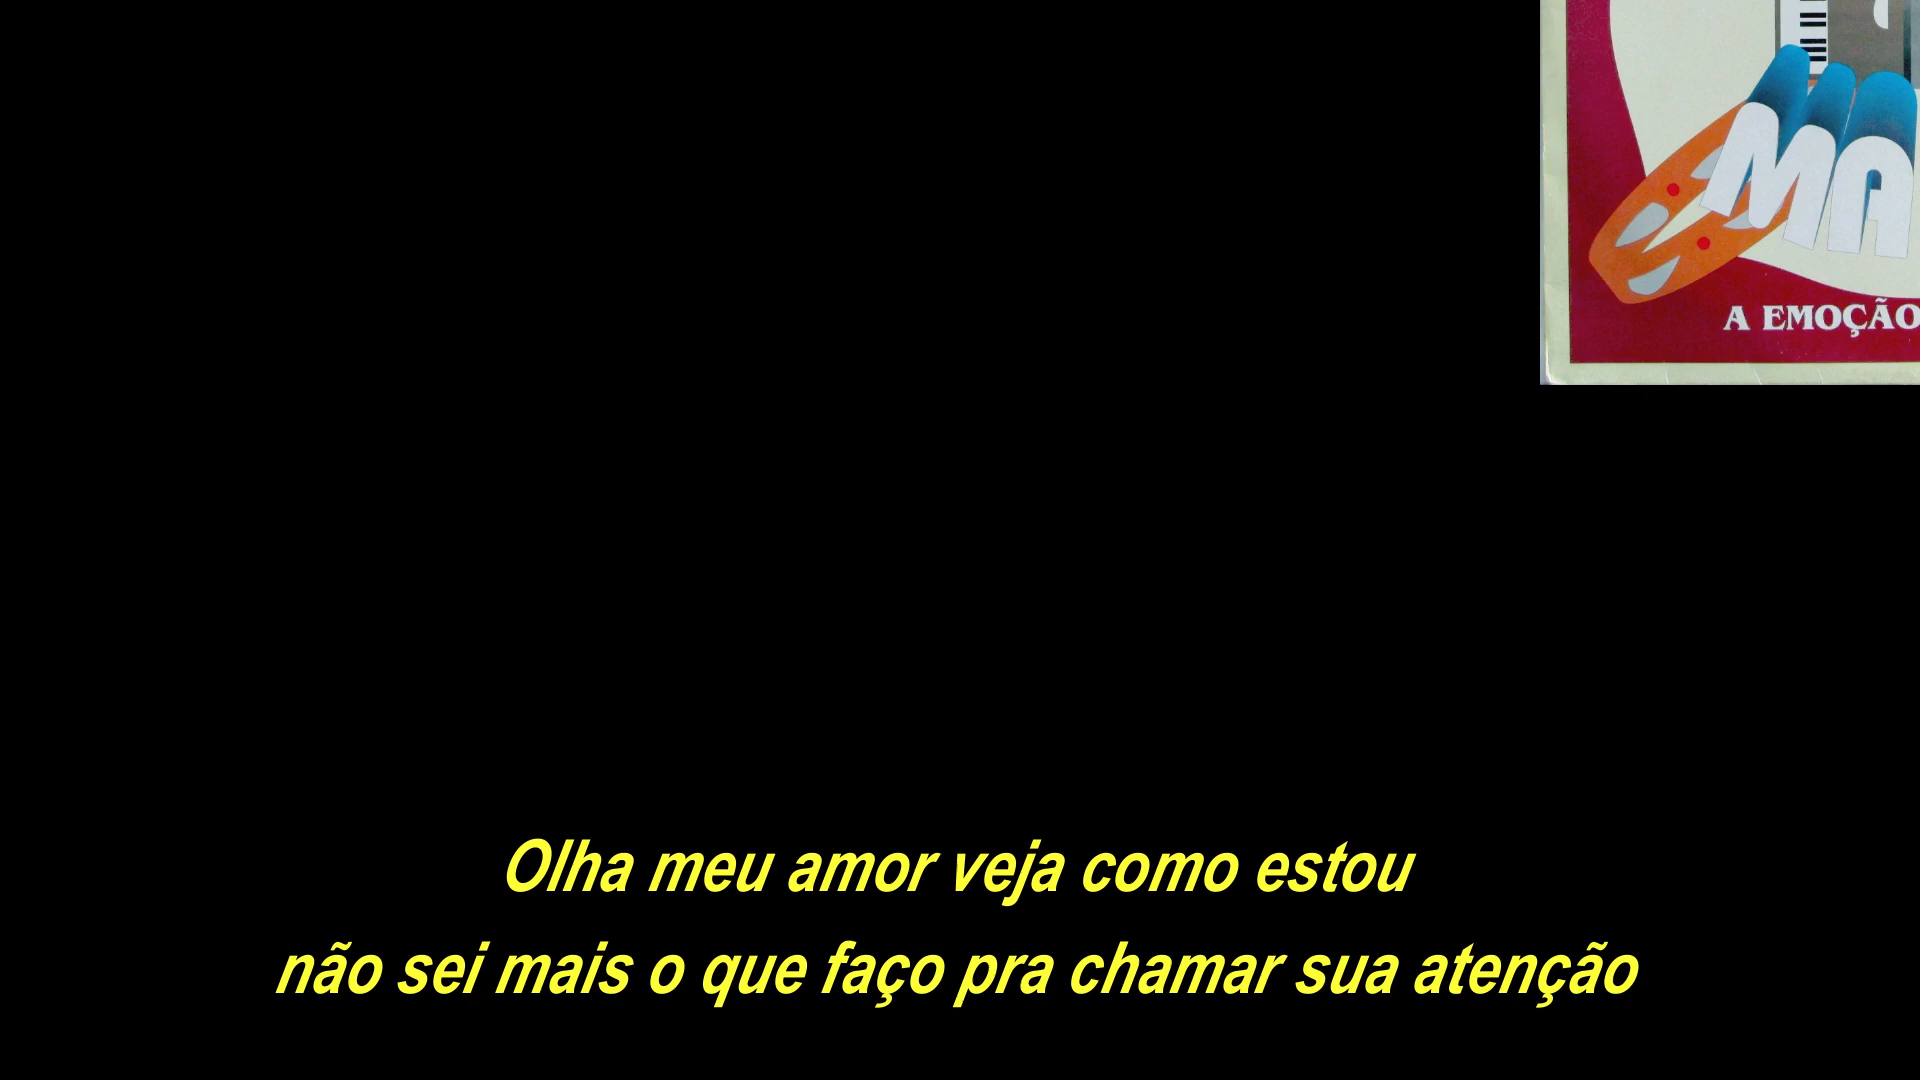 MA
A EMOÇÃO
Olha meu amor veja como estou
não sei mais o que faço pra chamar sua atenção